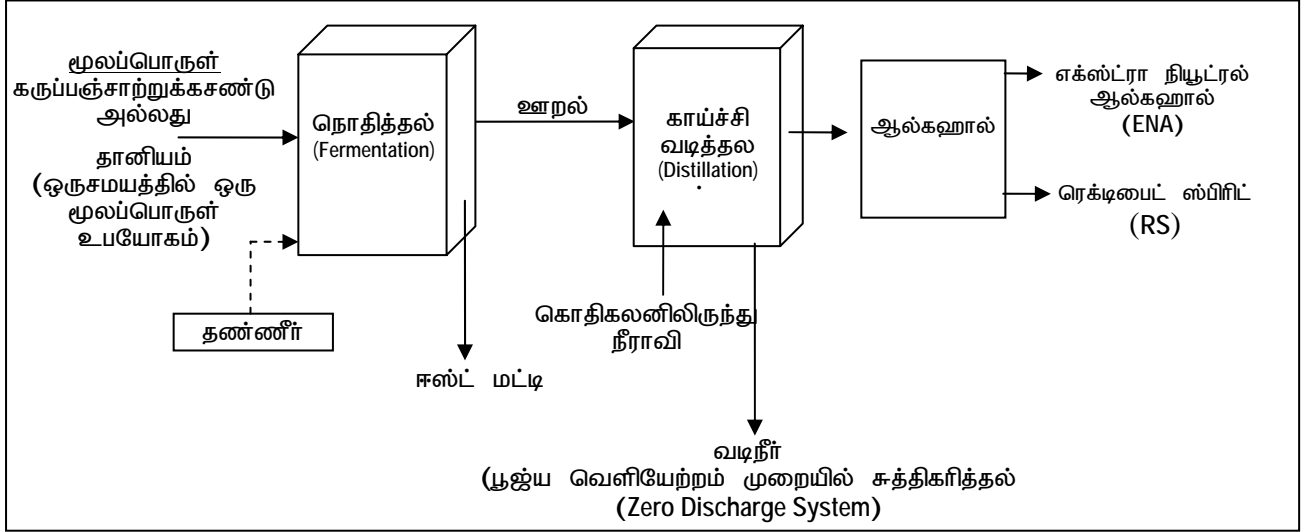 மூலப்பொருள்
கருப்பஞ்சாற்றுக்கசண்டு
அல்லது
தானியம்
(ஒருசமயத்தில் ஒரு
மூலப்பொருள்
உபயோகம்)
தண்ணீர்
நொதித்தல்
(Fermentation)
ஊறல்
ஈஸ்ட் மட்டி
காய்ச்சி
வடித்தல
(Distillation)
கொதிகலனிலிருந்து
நீராவி
வடிநீர்
(பூஜ்ய வெளியேற்றம் முறையில் சுத்திகரித்தல்
(Zero Discharge System)
ஆல்கஹால்
எக்ஸ்ட்ரா நியூட்ரல்
ஆல்கஹால்
(ENA)
ரெக்டிபைட் ஸ்பிரிட்
(RS)